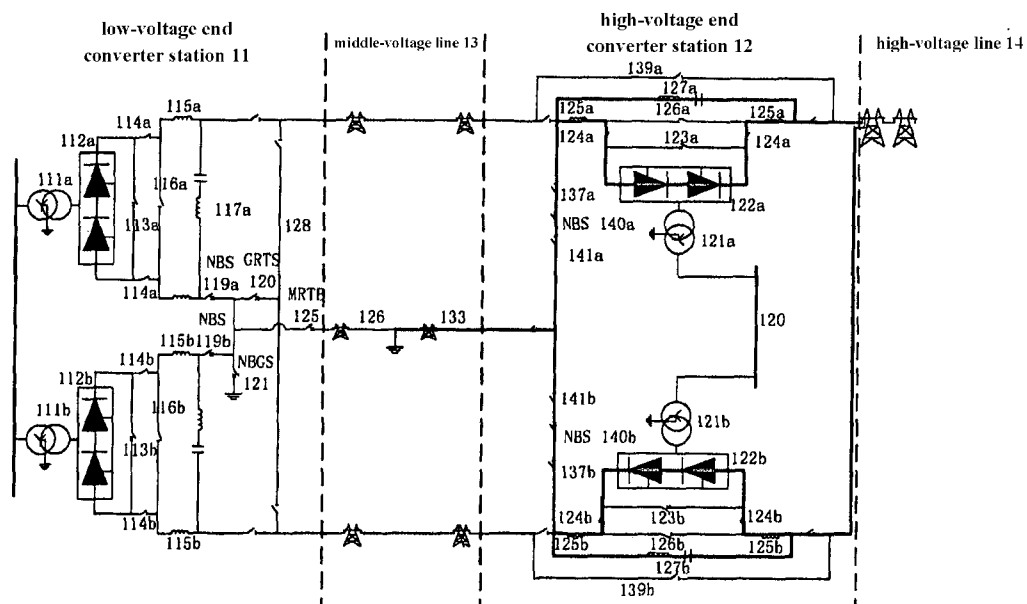 low-voltage end
converter station 11
middle-voltage line 13
high-voltage end
converter station 12
high-voltage line 14
139a
127a
115a
125a
126a
125a
114a
124a
123a
124a
112a
111a
116a
122a
117a
137a
113a
128
NBS 140a
121a
NBS
GRTS
141a
114a
119a
120
MRTB
NBS
125
126
133
120
115b
119b
114b
NBGS
112b
121
141b
116b
111b
121b
NBS 140b
113b
137b
122b
114b
124b
123b
124b
115b
125b
126b
125b
127b
139b